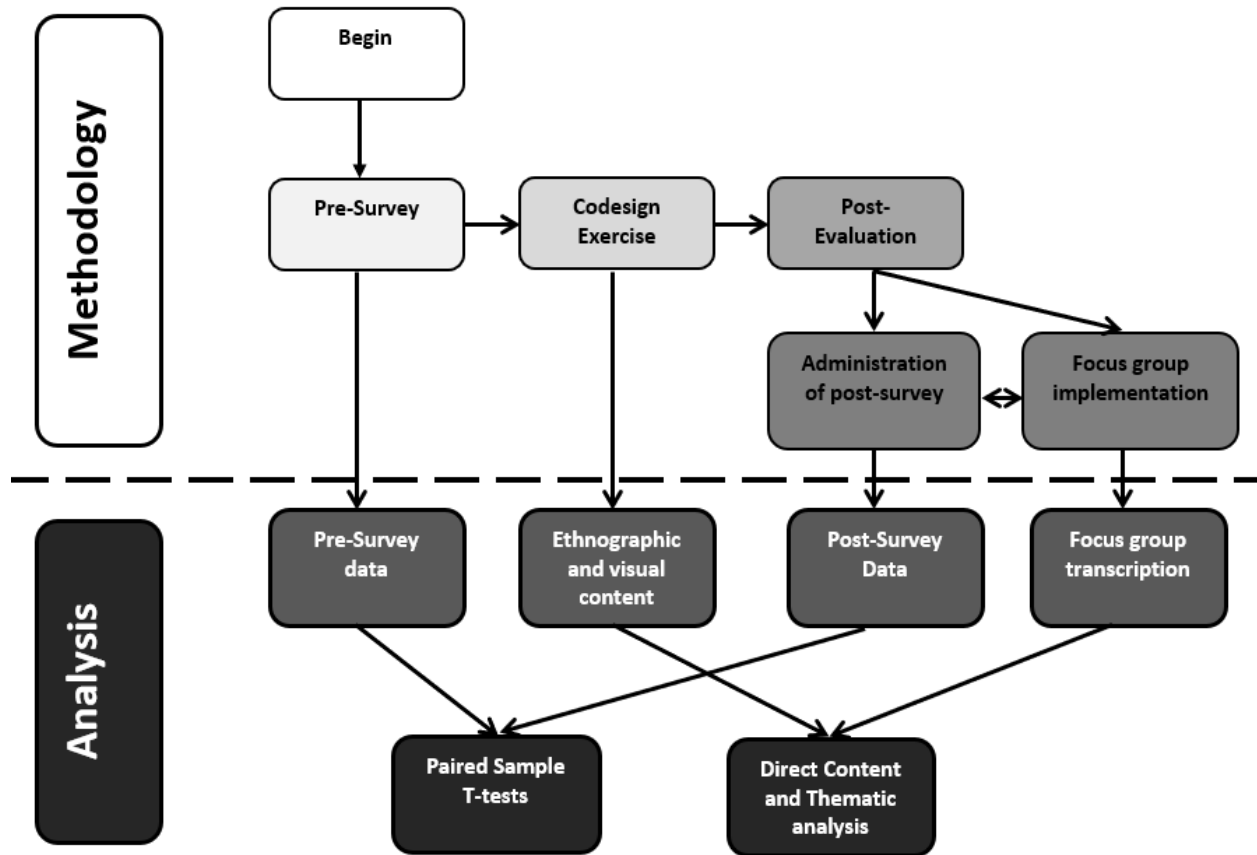 Methodology
Begin
Pre-Survey
Codesign
Exercise
Post-
Evaluation
Administration
of post-survey
Focus group
implementation
Analysis
Pre-Survey
data
Ethnographic
and visual
content
Post-Survey
Data
Focus group
transcription
Paired Sample
T-tests
Direct Content
and Thematic
analysis